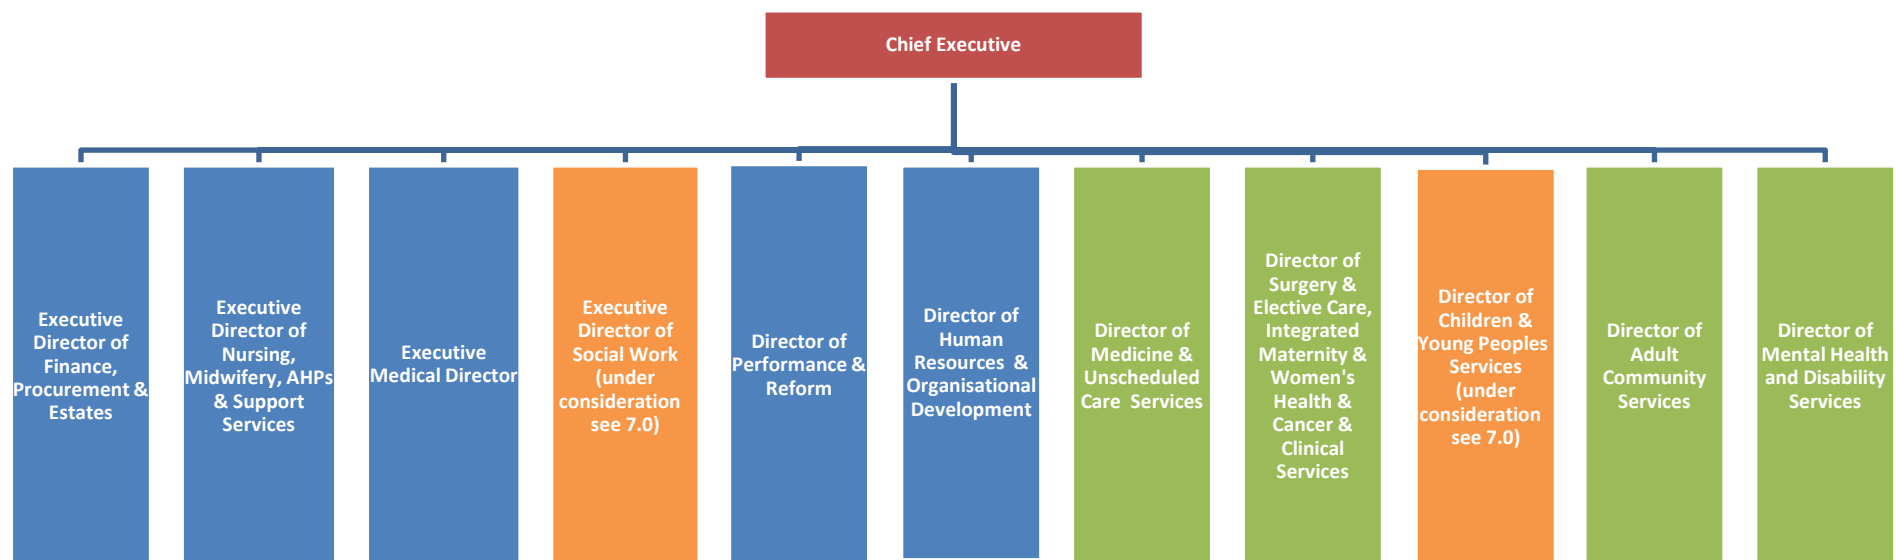 Chief Executive
Executive
Director of
Finance,
Procurement &
Estates
Executive
Director of
Nursing,
Midwifery, AHPs
& Support
Services
Executive
Medical Director
Executive
Director of
Social Work
(under
consideration
see 7.0)
Director of
Performance &
Reform
Director of
Human
Resources &
Organisational
Development
Director of
Medicine &
Unscheduled
Care Services
Director of
Surgery &
Elective Care,
Integrated
Maternity &
Women's
Health &
Cancer &
Clinical
Services
Director of
Children &
Young Peoples
Services
(under
consideration
see 7.0)
Director of
Adult
Community
Services
Director of
Mental Health
and Disability
Services